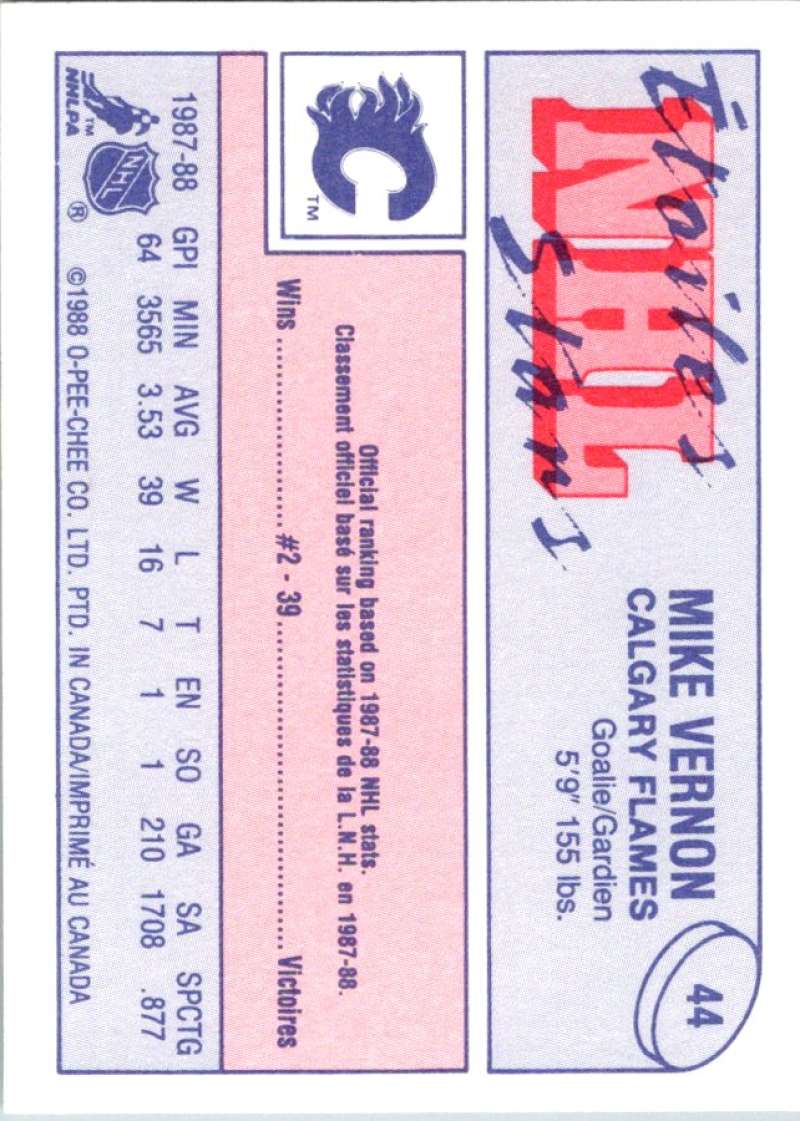 Étoiles
NHL
Stars
MIKE VERNON
CALGARY FLAMES
Goalie/Gardien
5'9" 155 lbs.
44
C
TM
Official ranking based on 1987-88 NHL stats.
Classement officiel basé sur les statistiques de la L.N.H. en 1987-88.
Wins .................... #2 - 39 .................... Victoires
1987-88 GPI MIN AVG W L T EN SO GA SA SPCTG
64 3565 3.53 39 16 7 1 1 210 1708 .877
NHLPA
TM
NHL
®
©1988 O-PEE-CHEE CO. LTD. PTD. IN CANADA/IMPRIMÉ AU CANADA